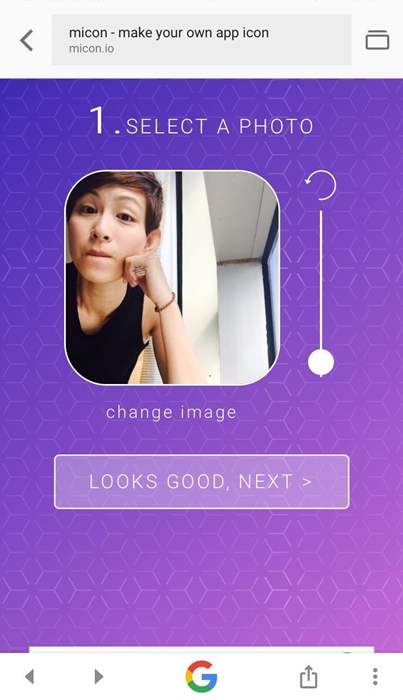 micon - make your own app icon
micon.io
1. SELECT A PHOTO
change image
LOOKS GOOD, NEXT >